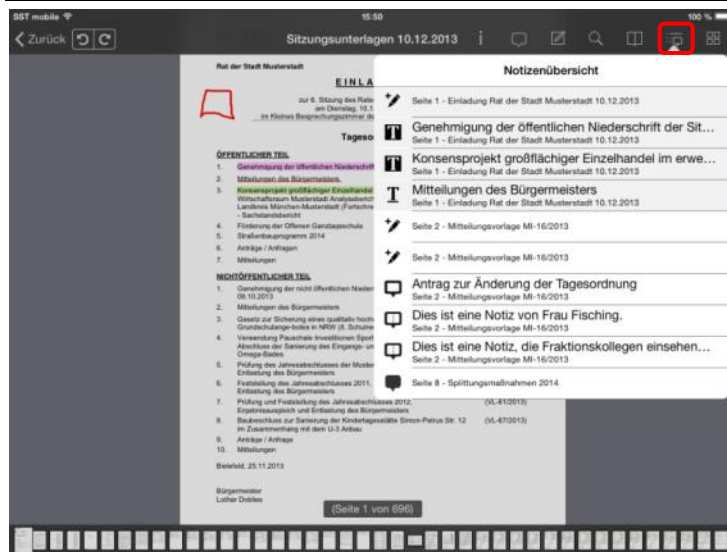 SST mobile 15:50 100 %
Zurück Sitzungsunterlagen 10.12.2013
Rat der Stadt Musterstadt
EINLA
zur 6. Sitzung des Rates
am Dienstag, 10.1
im Kleines Besprechungszimmer de
Tageso
ÖFFENTLICHER TEIL
1. Genehmigung der öffentlichen Niederschrift
2. Mitteilungen des Bürgermeisters
3. Konsensprojekt großflächiger Einzelhandel
Wirtschaftsraum Musterstadt Analysebericht
Landkreis München-Musterstadt (Fortschre
- Sachstandsbericht
4. Förderung der Offenen Ganztagsschule
5. Straßenbauprogramm 2014
6. Anträge / Anfragen
7. Mitteilungen
NICHTÖFFENTLICHER TEIL
1. Genehmigung der nicht öffentlichen Nieder
08.10.2013
2. Mitteilungen des Bürgermeisters
3. Gesetz zur Sicherung eines qualitativ hoch
Grundschulange-botes in NRW (8. Schulme
4. Verwendung Pauschale Investitionen Sport
Abschluss der Sanierung des Eingangs- un
Omega-Bades
5. Prüfung des Jahresabschlusses der Muster
Entlastung des Bürgermeisters
6. Feststellung des Jahresabschlusses 2011,
Entlastung des Bürgermeisters
7. Prüfung und Feststellung des Jahresabschlusses 2012, (VL-61/2013)
Ergebnisausgleich und Entlastung des Bürgermeisters
8. Baubeschluss zur Sanierung der Kindertagesstätte Simon-Petrus Str. 12 (VL-67/2013)
im Zusammenhang mit dem U-3 Anbau
9. Anträge / Anfrage
10. Mitteilungen
Bielefeld, 25.11.2013
Bürgermeister
Lothar Doblies
(Seite 1 von 696)
Notizenübersicht
Seite 1 - Einladung Rat der Stadt Musterstadt 10.12.2013
Genehmigung der öffentlichen Niederschrift der Sit...
Seite 1 - Einladung Rat der Stadt Musterstadt 10.12.2013
Konsensprojekt großflächiger Einzelhandel im erwe...
Seite 1 - Einladung Rat der Stadt Musterstadt 10.12.2013
Mitteilungen des Bürgermeisters
Seite 1 - Einladung Rat der Stadt Musterstadt 10.12.2013
Seite 2 - Mitteilungsvorlage MI-16/2013
Seite 2 - Mitteilungsvorlage MI-16/2013
Antrag zur Änderung der Tagesordnung
Seite 2 - Mitteilungsvorlage MI-16/2013
Dies ist eine Notiz von Frau Fisching.
Seite 2 - Mitteilungsvorlage MI-16/2013
Dies ist eine Notiz, die Fraktionskollegen einsehen...
Seite 2 - Mitteilungsvorlage MI-16/2013
Seite 8 - Splittungsmaßnahmen 2014